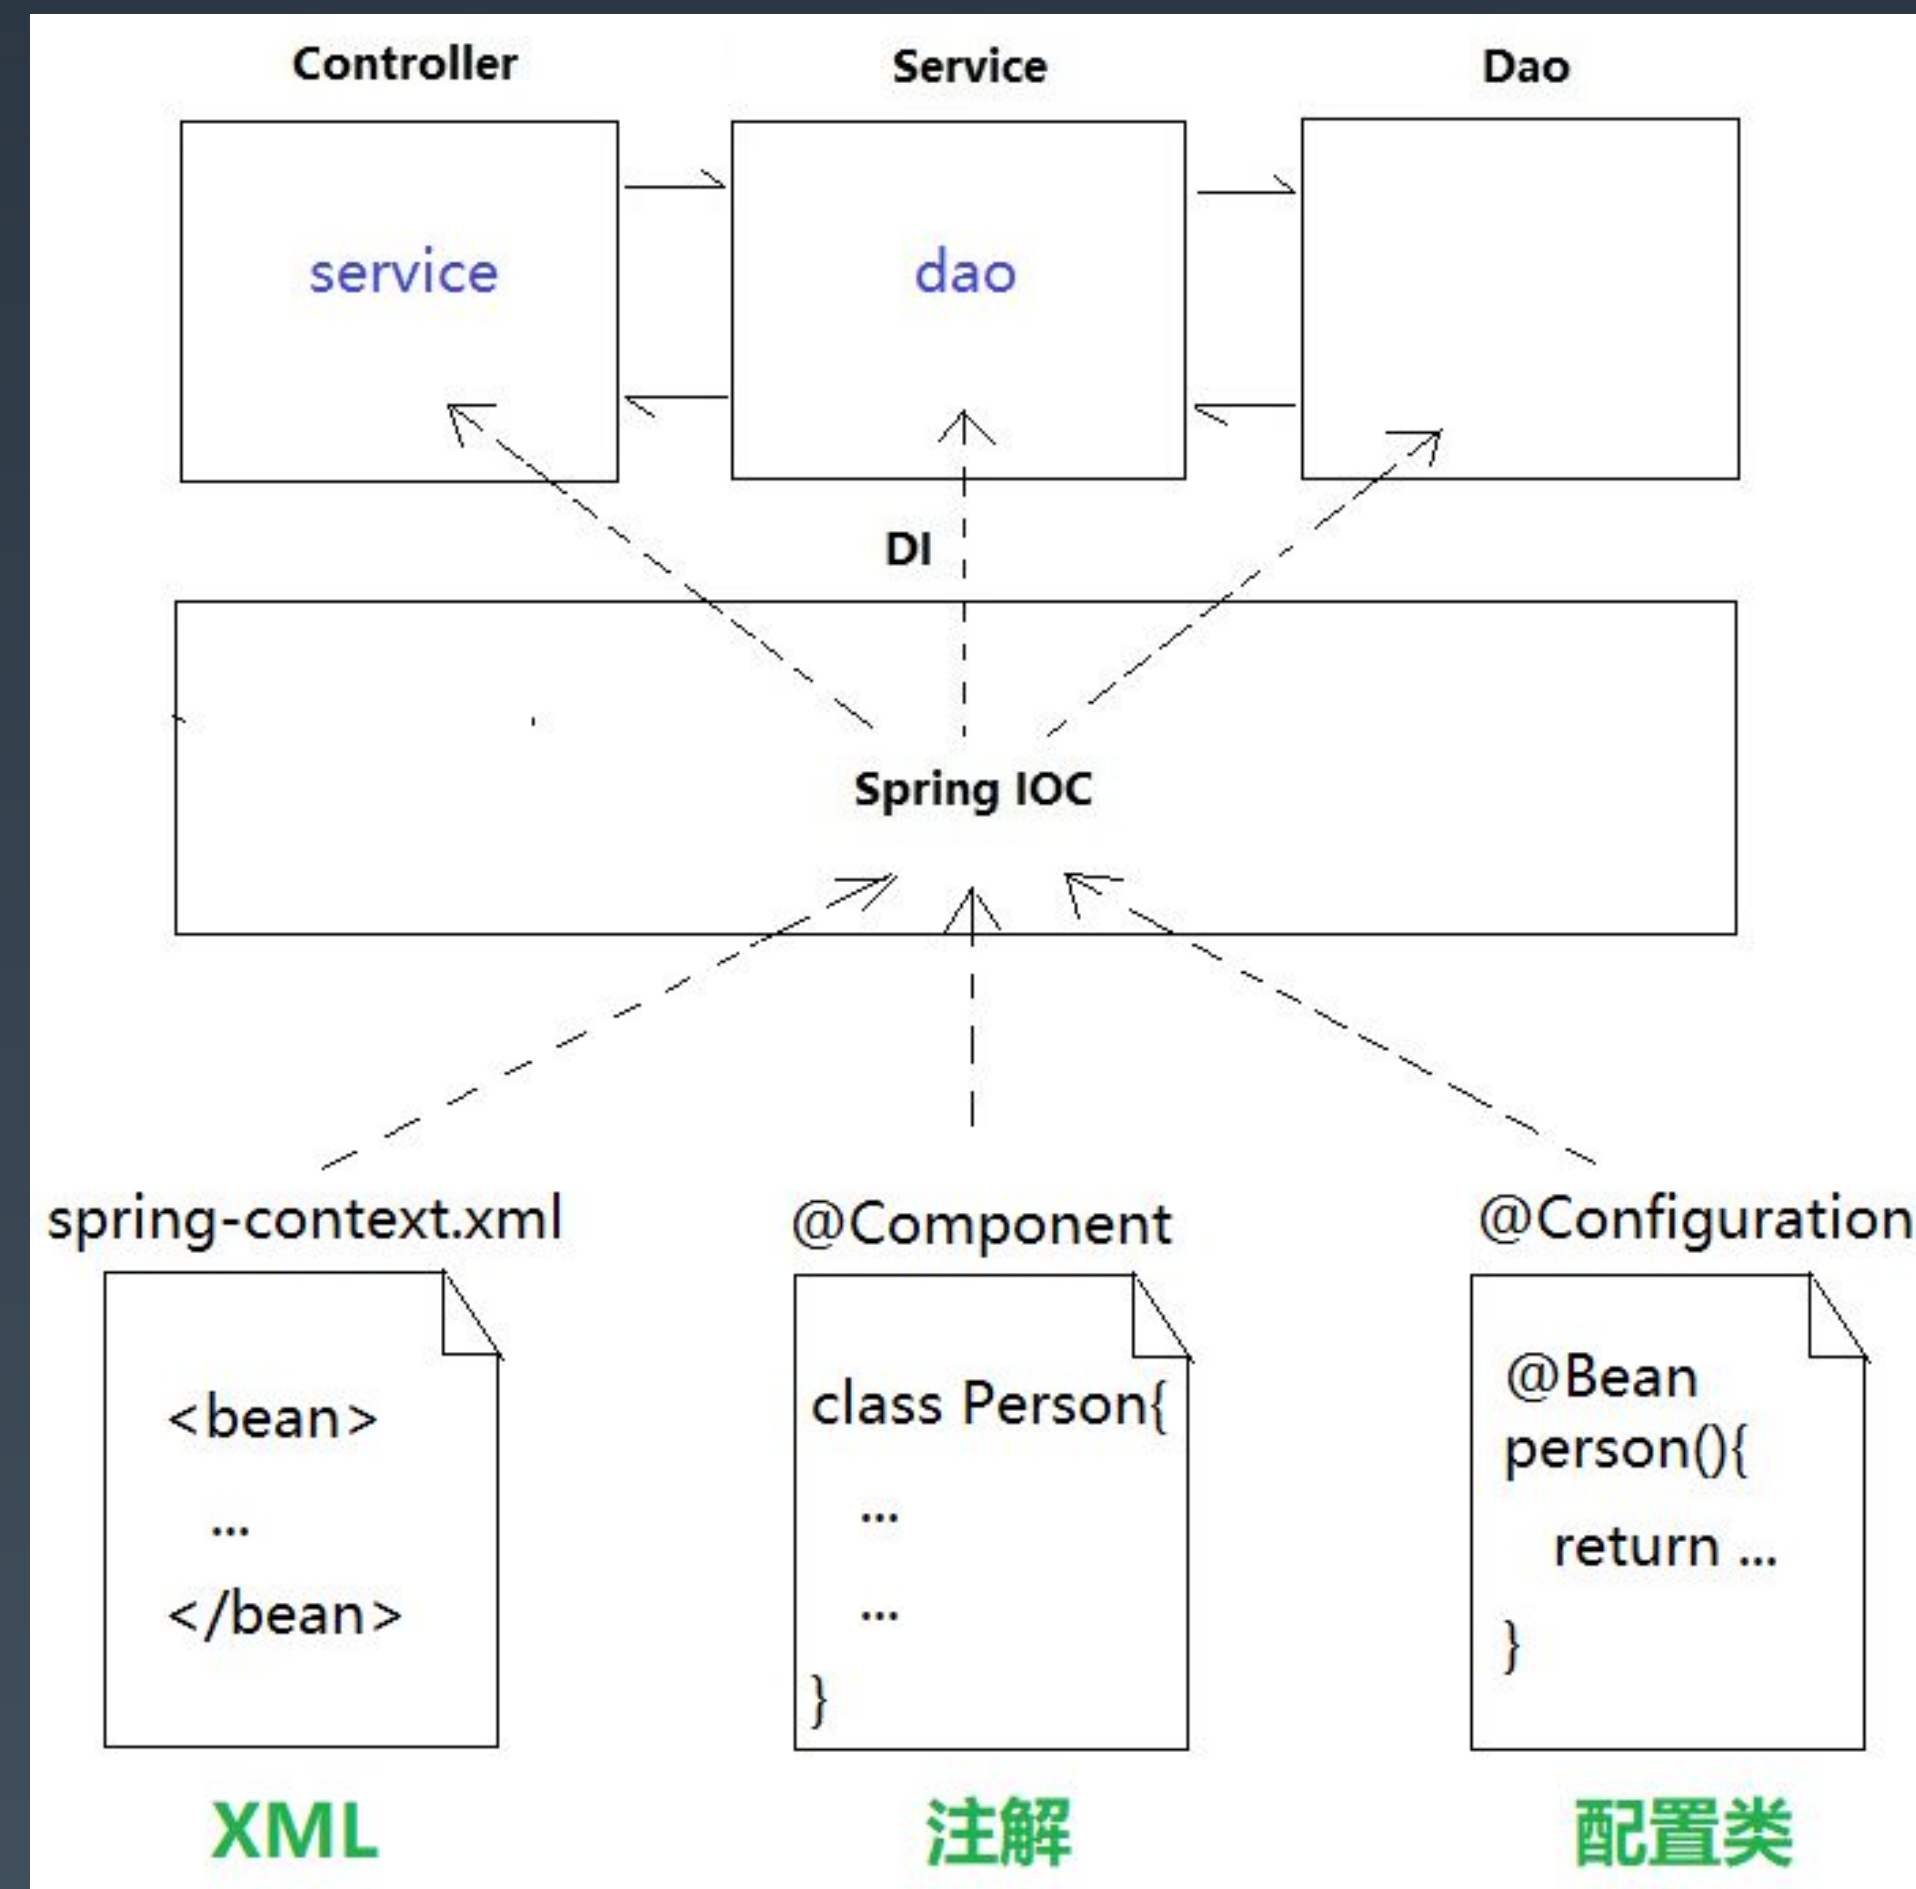 Controller
Service
Dao
service
dao
DI
Spring IOC
spring-context.xml
@Component
@Configuration
<bean>
...
</bean>
class Person{
...
...
}
@Bean
person(){
return ...
}
XML
注解
配置类